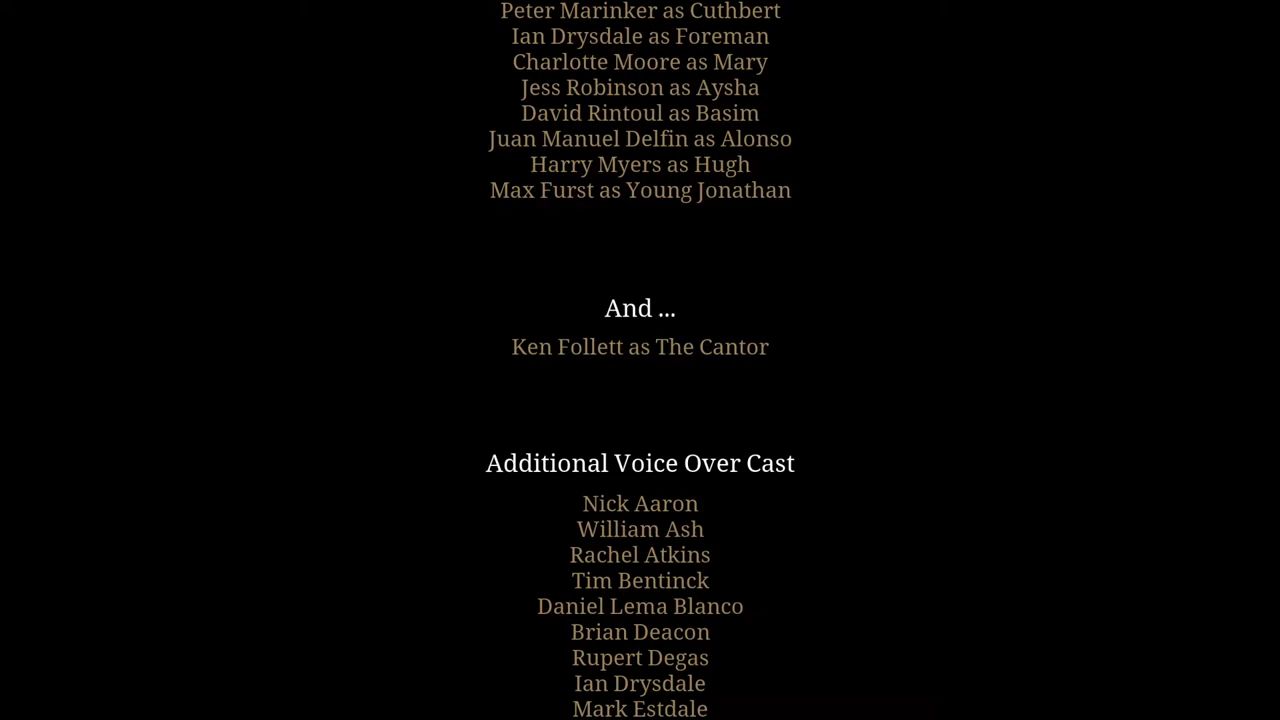 Peter Marinker as Cuthbert
Ian Drysdale as Foreman
Charlotte Moore as Mary
Jess Robinson as Aysha
David Rintoul as Basim
Juan Manuel Delfin as Alonso
Harry Myers as Hugh
Max Furst as Young Jonathan
And ...
Ken Follett as The Cantor
Additional Voice Over Cast
Nick Aaron
William Ash
Rachel Atkins
Tim Bentinck
Daniel Lema Blanco
Brian Deacon
Rupert Degas
Ian Drysdale
Mark Estdale